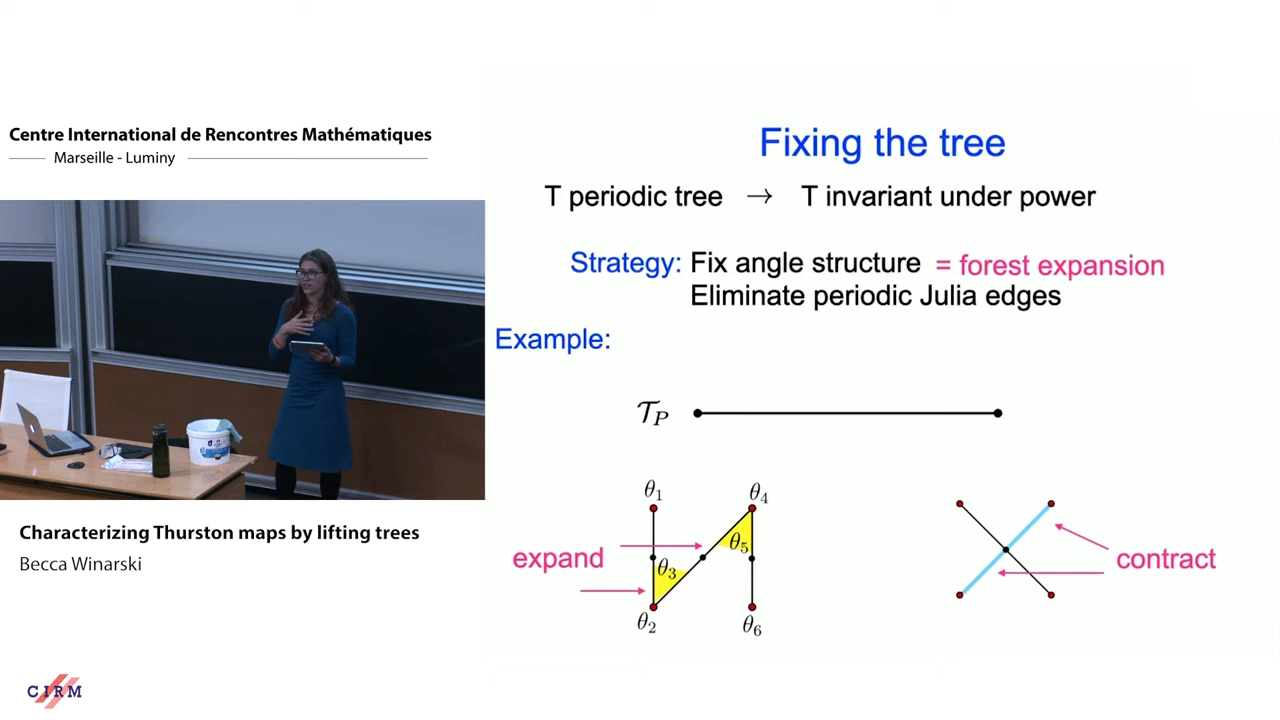 Centre International de Rencontres Mathématiques
Marseille - Luminy
Fixing the tree
T periodic tree → T invariant under power
Strategy: Fix angle structure = forest expansion
Eliminate periodic Julia edges
Example:
𝒯_P
θ₁ θ₄
expand θ₃ θ₅ contract
θ₂ θ₆
Characterizing Thurston maps by lifting trees
Becca Winarski
CIRM